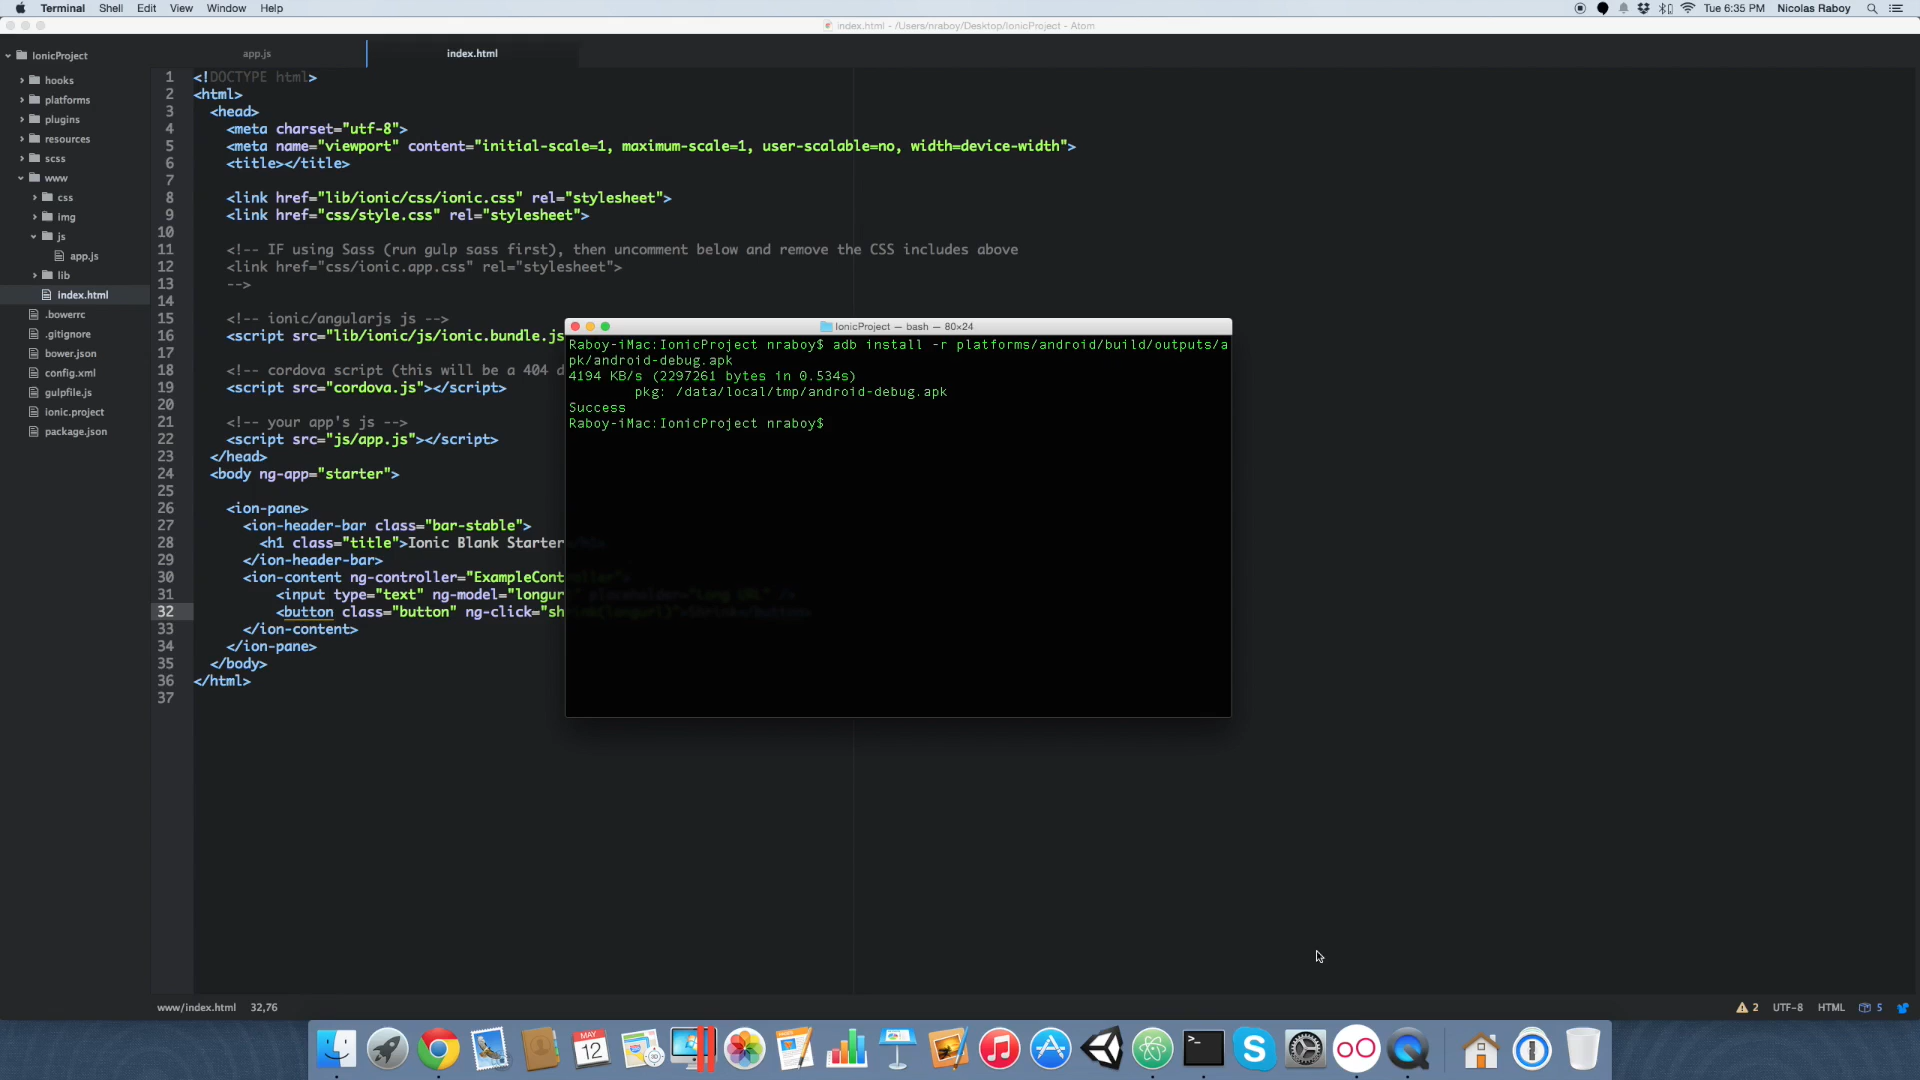 Terminal Shell Edit View Window Help Tue 6:35 PM Nicolas Raboy
index.html - /Users/nraboy/Desktop/IonicProject - Atom
IonicProject
hooks
platforms
plugins
resources
scss
www
css
img
js
app.js
lib
index.html
.bowerrc
.gitignore
bower.json
config.xml
gulpfile.js
ionic.project
package.json
app.js index.html
1 <!DOCTYPE html>
2 <html>
3 <head>
4 <meta charset="utf-8">
5 <meta name="viewport" content="initial-scale=1, maximum-scale=1, user-scalable=no, width=device-width">
6 <title></title>
7
8 <link href="lib/ionic/css/ionic.css" rel="stylesheet">
9 <link href="css/style.css" rel="stylesheet">
10
11 <!-- IF using Sass (run gulp sass first), then uncomment below and remove the CSS includes above
12 <link href="css/ionic.app.css" rel="stylesheet">
13 -->
14
15 <!-- ionic/angularjs js -->
16 <script src="lib/ionic/js/ionic.bundle.js
17
18 <!-- cordova script (this will be a 404 d
19 <script src="cordova.js"></script>
20
21 <!-- your app's js -->
22 <script src="js/app.js"></script>
23 </head>
24 <body ng-app="starter">
25
26 <ion-pane>
27 <ion-header-bar class="bar-stable">
28 <h1 class="title">Ionic Blank Starter</h1>
29 </ion-header-bar>
30 <ion-content ng-controller="ExampleController">
31 <input type="text" ng-model="longurl" placeholder="Long URL" />
32 <button class="button" ng-click="shrink(longurl)">Shrink</button>
33 </ion-content>
34 </ion-pane>
35 </body>
36 </html>
37
IonicProject — bash — 80×24
Raboy-iMac:IonicProject nraboy$ adb install -r platforms/android/build/outputs/a
pk/android-debug.apk
4194 KB/s (2297261 bytes in 0.534s)
pkg: /data/local/tmp/android-debug.apk
Success
Raboy-iMac:IonicProject nraboy$
www/index.html 32,76 2 UTF-8 HTML 5
MAY
12